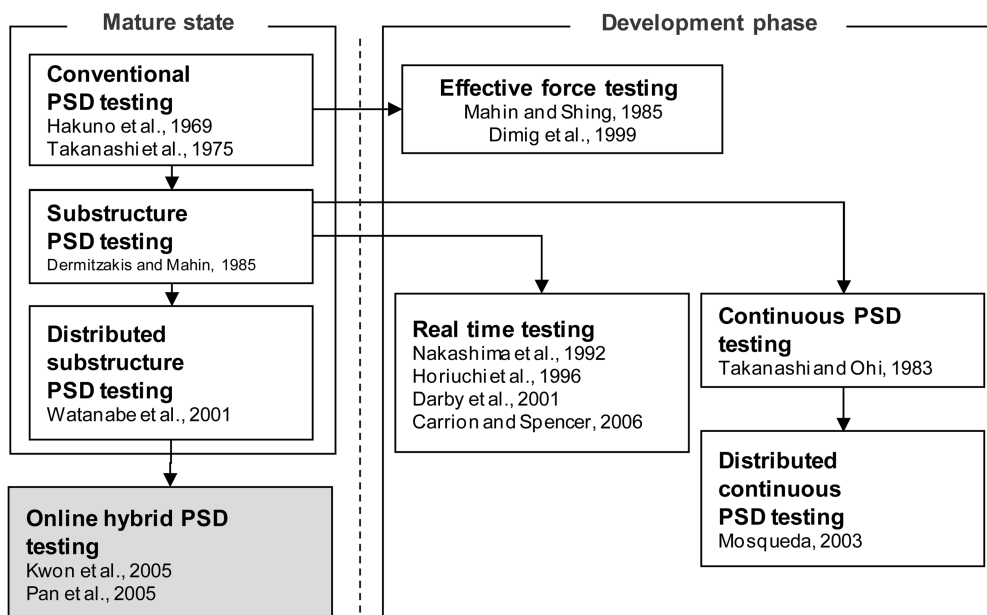 Mature state
Conventional
PSD testing
Hakuno et al., 1969
Takanashi et al., 1975
Substructure
PSD testing
Dermitzakis and Mahin, 1985
Distributed
substructure
PSD testing
Watanabe et al., 2001
Online hybrid PSD
testing
Kwon et al., 2005
Pan et al., 2005
Development phase
Effective force testing
Mahin and Shing, 1985
Dimig et al., 1999
Real time testing
Nakashima et al., 1992
Horiuchi et al., 1996
Darby et al., 2001
Carrion and Spencer, 2006
Continuous PSD
testing
Takanashi and Ohi, 1983
Distributed
continuous
PSD testing
Mosqueda, 2003